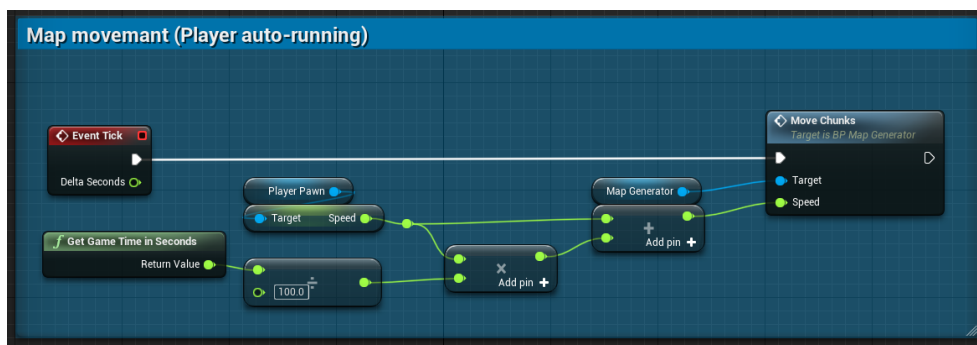 Map movemant (Player auto-running)
Event Tick
Delta Seconds
Move Chunks
Target is BP Map Generator
Target
Speed
Player Pawn
Target Speed
Map Generator
+
Add pin +
f Get Game Time in Seconds
Return Value
100.0 ÷
×
Add pin +